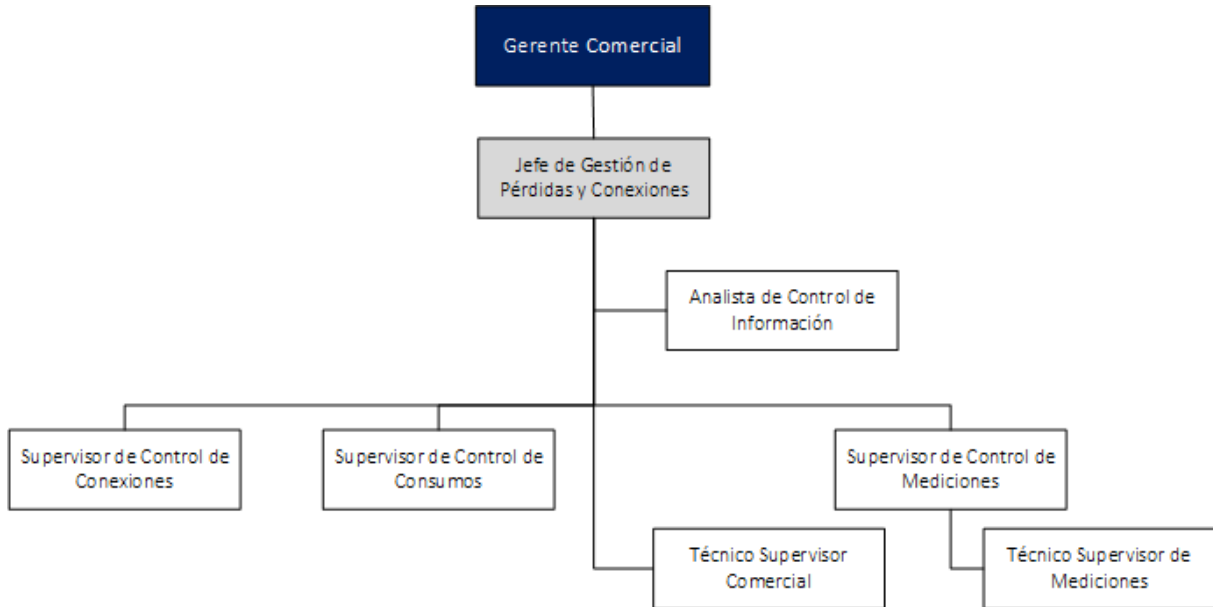 Gerente Comercial
Jefe de Gestión de
Pérdidas y Conexiones
Analista de Control de
Información
Supervisor de Control de
Conexiones
Supervisor de Control de
Consumos
Supervisor de Control de
Mediciones
Técnico Supervisor
Comercial
Técnico Supervisor de
Mediciones